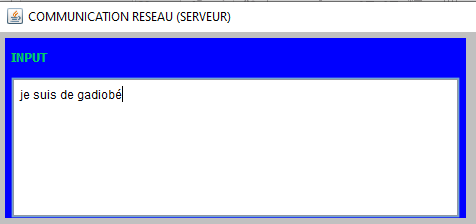 COMMUNICATION RESEAU (SERVEUR)
INPUT
je suis de gadiobé